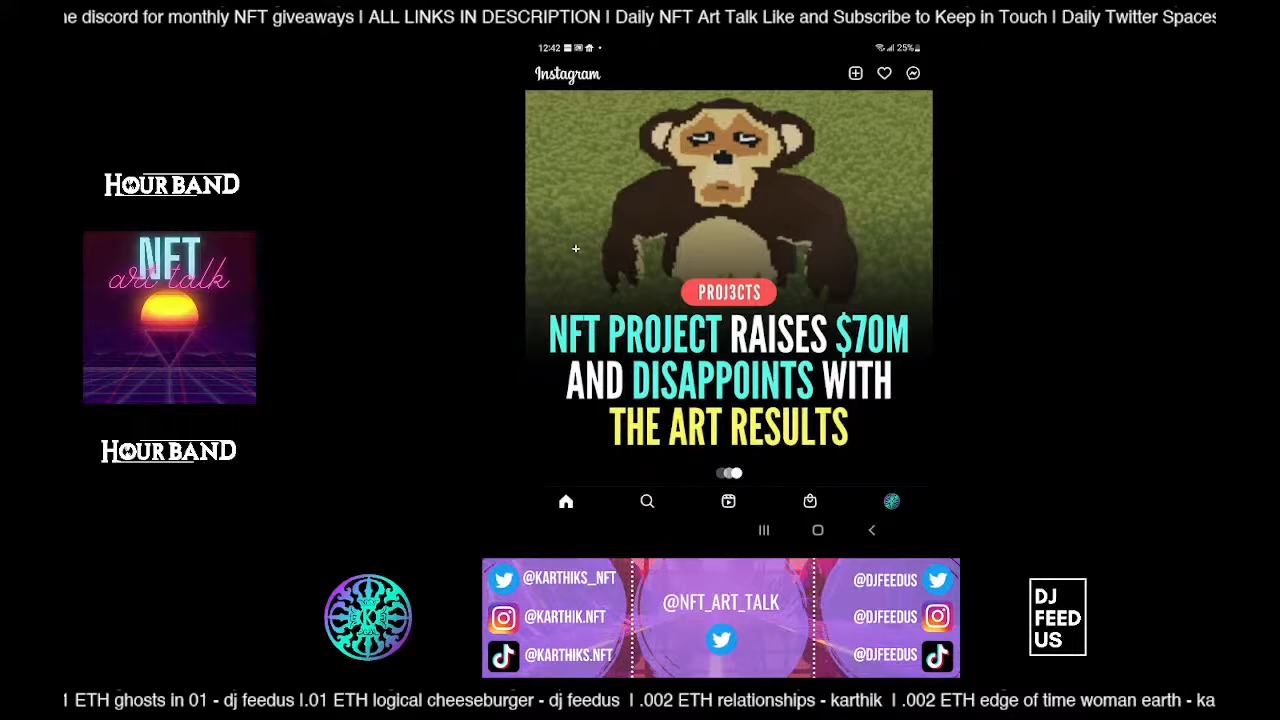 he discord for monthly NFT giveaways I ALL LINKS IN DESCRIPTION I Daily NFT Art Talk Like and Subscribe to Keep in Touch I Daily Twitter Spaces
12:42
25%
Instagram
HOUR BAND
NFT
art talk
HOUR BAND
PROJ3CTS
NFT PROJECT RAISES $70M
AND DISAPPOINTS WITH
THE ART RESULTS
@KARTHIKS_NFT
@KARTHIK.NFT
@KARTHIKS.NFT
@NFT_ART_TALK
@DJFEEDUS
@DJFEEDUS
@DJFEEDUS
K
DJ
FEED
US
1 ETH ghosts in 01 - dj feedus I.01 ETH logical cheeseburger - dj feedus I .002 ETH relationships - karthik I .002 ETH edge of time woman earth - ka